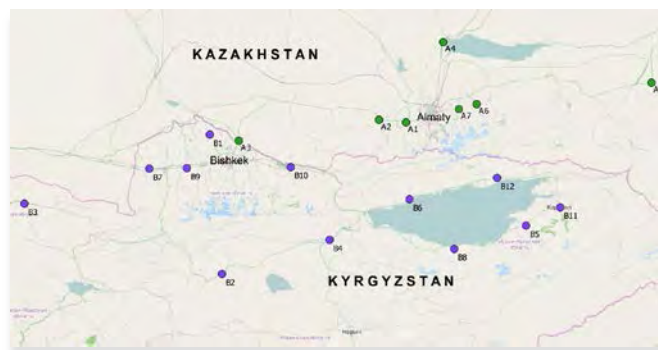 KAZAKHSTAN
A4
A
A2
A1
Almaty
A7
A6
B1
A3
Bishkek
B7
B9
B10
B12
B3
B6
B11
B5
B4
B8
B2
KYRGYZSTAN